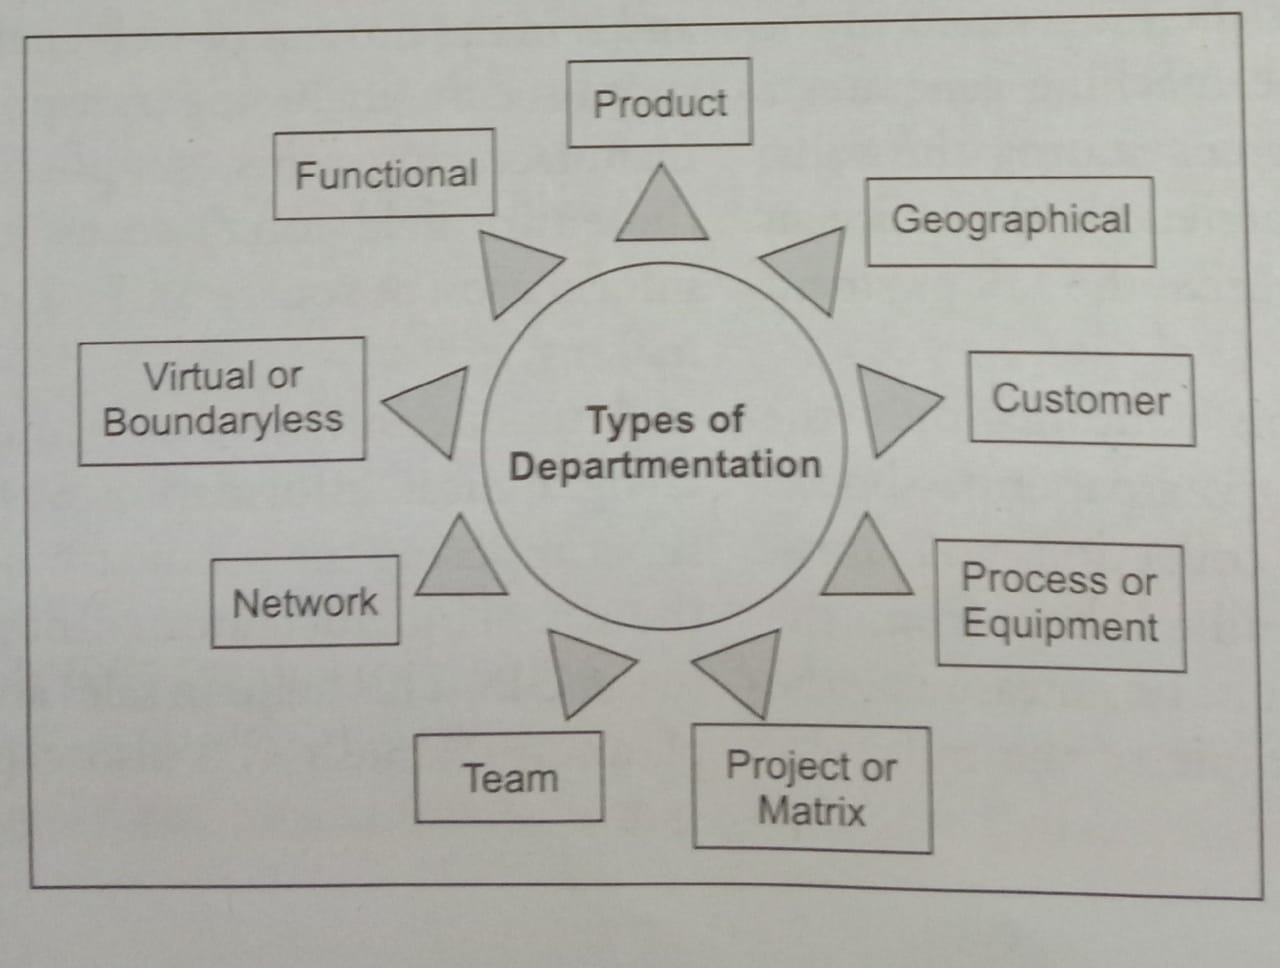 Product
Functional
Geographical
Virtual or
Boundaryless
Customer
Types of
Departmentation
Network
Process or
Equipment
Team
Project or
Matrix